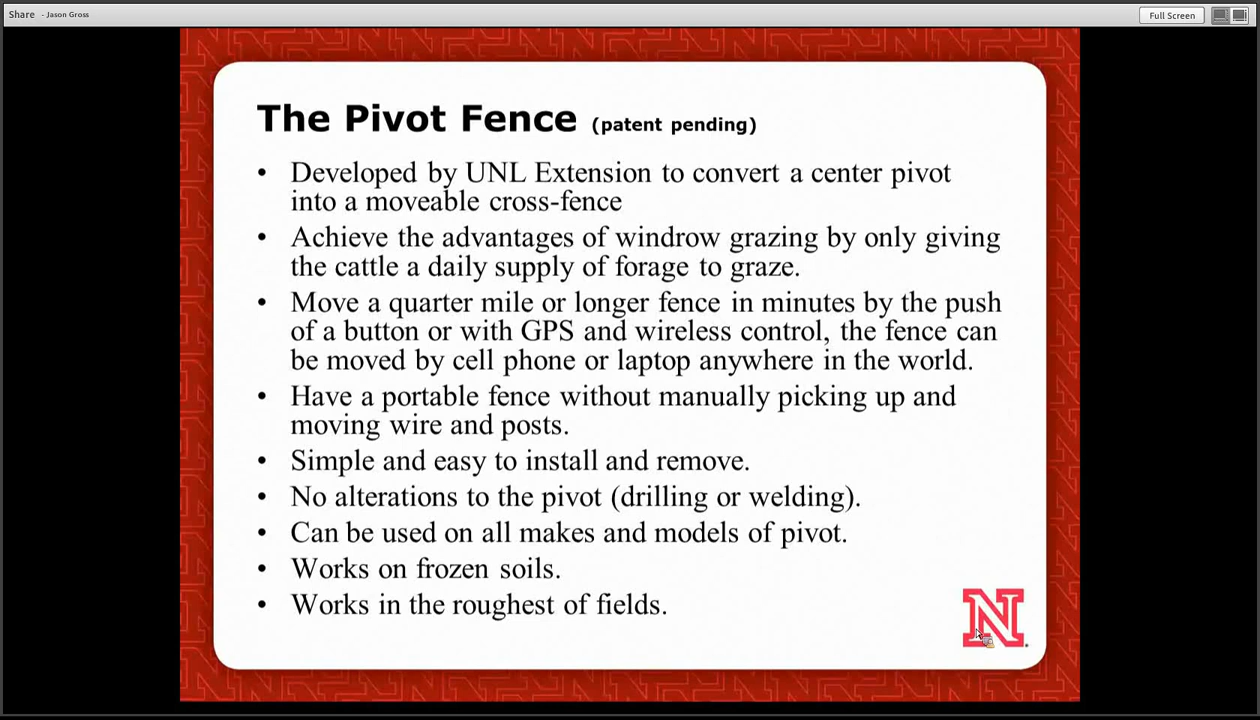 Share - Jason Gross
Full Screen
The Pivot Fence (patent pending)
• Developed by UNL Extension to convert a center pivot
into a moveable cross-fence
• Achieve the advantages of windrow grazing by only giving
the cattle a daily supply of forage to graze.
• Move a quarter mile or longer fence in minutes by the push
of a button or with GPS and wireless control, the fence can
be moved by cell phone or laptop anywhere in the world.
• Have a portable fence without manually picking up and
moving wire and posts.
• Simple and easy to install and remove.
• No alterations to the pivot (drilling or welding).
• Can be used on all makes and models of pivot.
• Works on frozen soils.
• Works in the roughest of fields.
N